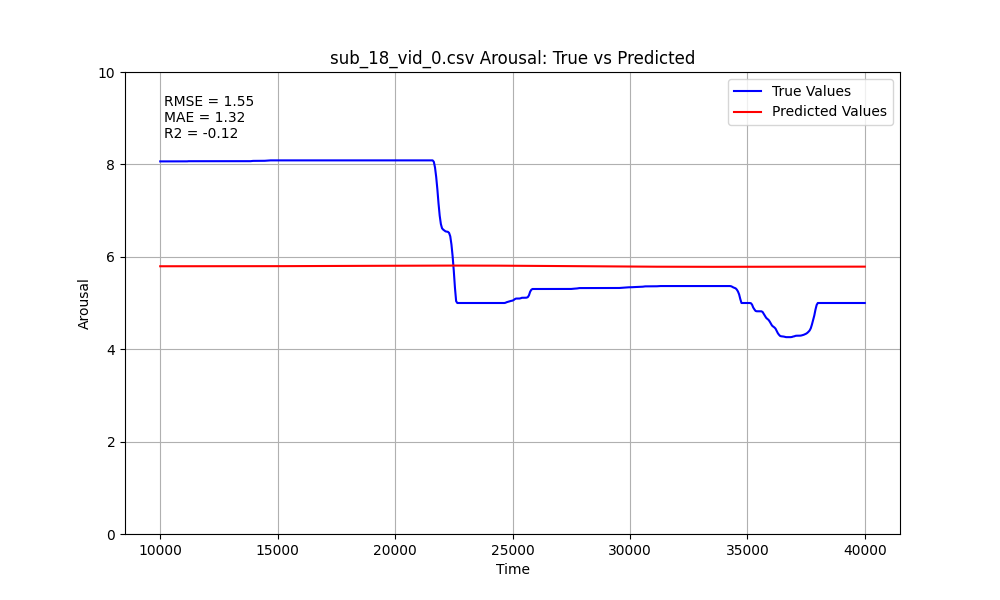 sub_18_vid_0.csv Arousal: True vs Predicted
RMSE = 1.55
MAE = 1.32
R2 = -0.12
True Values
Predicted Values
10
8
6
4
2
0
Arousal
10000 15000 20000 25000 30000 35000 40000
Time